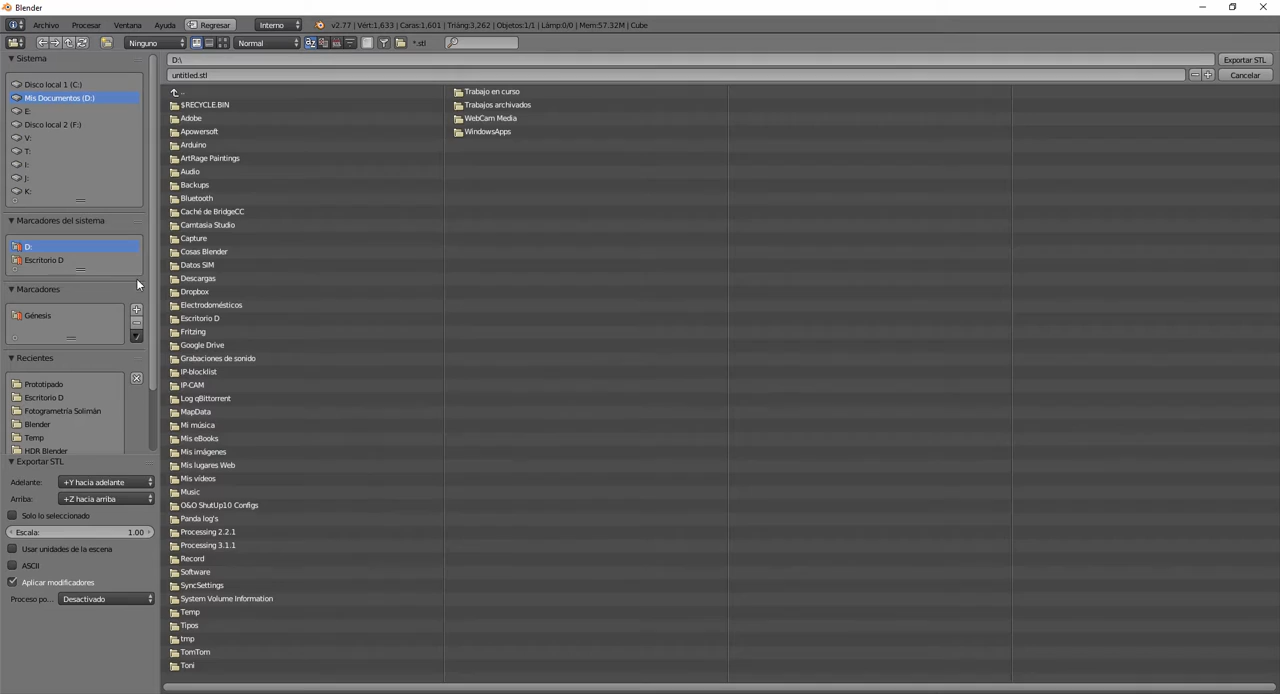 Blender
Archivo Procesar Ventana Ayuda Regresar Interno v2.77 | Vért:1,633 | Caras:1,601 | Triáng:3,262 | Objetos:1/1 | Lámp:0/0 | Mem:57.32M | Cube
Ninguno Normal *.stl
Sistema
Disco local 1 (C:)
Mis Documentos (D:)
E:
Disco local 2 (F:)
V:
T:
I:
J:
K:
Marcadores del sistema
D:
Escritorio D
Marcadores
Génesis
Recientes
Prototipado
Escritorio D
Fotogrametría Solimán
Blender
Temp
HDR Blender
Exportar STL
Adelante: +Y hacia adelante
Arriba: +Z hacia arriba
Solo lo seleccionado
Escala: 1.00
Usar unidades de la escena
ASCII
Aplicar modificadores
Proceso po... Desactivado
D:\
Exportar STL
untitled.stl
Cancelar
..
$RECYCLE.BIN
Adobe
Apowersoft
Arduino
ArtRage Paintings
Audio
Backups
Bluetooth
Caché de BridgeCC
Camtasia Studio
Capture
Cosas Blender
Datos SIM
Descargas
Dropbox
Electrodomésticos
Escritorio D
Fritzing
Google Drive
Grabaciones de sonido
IP-blocklist
IP-CAM
Log qBittorrent
MapData
Mi música
Mis eBooks
Mis imágenes
Mis lugares Web
Mis vídeos
Music
O&O ShutUp10 Configs
Panda log's
Processing 2.2.1
Processing 3.1.1
Record
Software
SyncSettings
System Volume Information
Temp
Tipos
tmp
TomTom
Toni
Trabajo en curso
Trabajos archivados
WebCam Media
WindowsApps